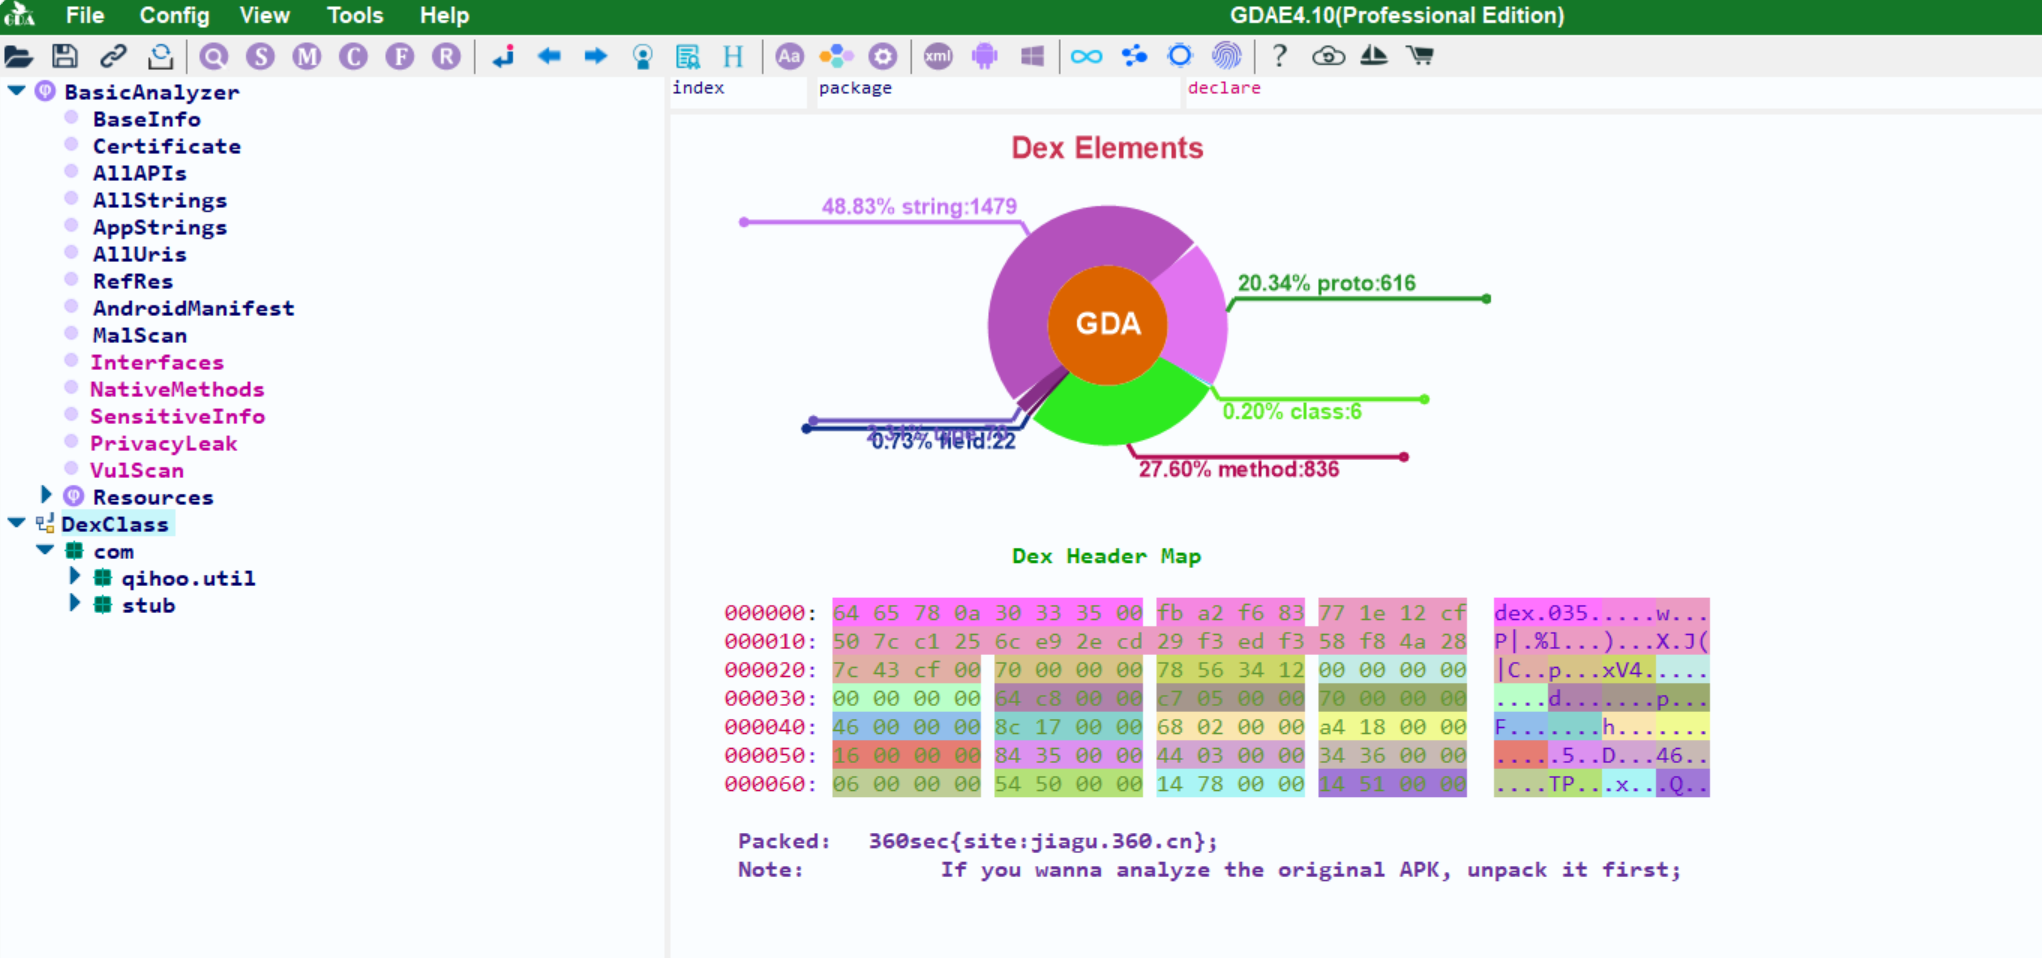 GDA File Config View Tools Help GDAE4.10(Professional Edition)
Q S M C F R H Aa xml ?
index package declare
BasicAnalyzer
BaseInfo
Certificate
AllAPIs
AllStrings
AppStrings
AllUris
RefRes
AndroidManifest
MalScan
Interfaces
NativeMethods
SensitiveInfo
PrivacyLeak
VulScan
Resources
DexClass
com
qihoo.util
stub
Dex Elements
48.83% string:1479
20.34% proto:616
GDA
0.20% class:6
2.31% type:70
0.73% field:22
27.60% method:836
Dex Header Map
000000: 64 65 78 0a 30 33 35 00 fb a2 f6 83 77 1e 12 cf dex.035.....w...
000010: 50 7c c1 25 6c e9 2e cd 29 f3 ed f3 58 f8 4a 28 P|.%l...)...X.J(
000020: 7c 43 cf 00 70 00 00 00 78 56 34 12 00 00 00 00 |C..p...xV4.....
000030: 00 00 00 00 64 c8 00 00 c7 05 00 00 70 00 00 00 ....d.......p...
000040: 46 00 00 00 8c 17 00 00 68 02 00 00 a4 18 00 00 F.......h.......
000050: 16 00 00 00 84 35 00 00 44 03 00 00 34 36 00 00 .....5..D...46..
000060: 06 00 00 00 54 50 00 00 14 78 00 00 14 51 00 00 ....TP...x...Q..
Packed: 360sec{site:jiagu.360.cn};
Note: If you wanna analyze the original APK, unpack it first;